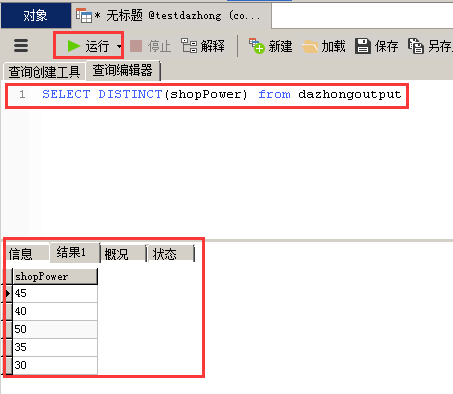 对象 * 无标题 @testdazhong (co...
运行 停止 解释 新建 加载 保存 另存
查询创建工具 查询编辑器
1 SELECT DISTINCT(shopPower) from dazhongoutput
信息 结果1 概况 状态
shopPower
45
40
50
35
30